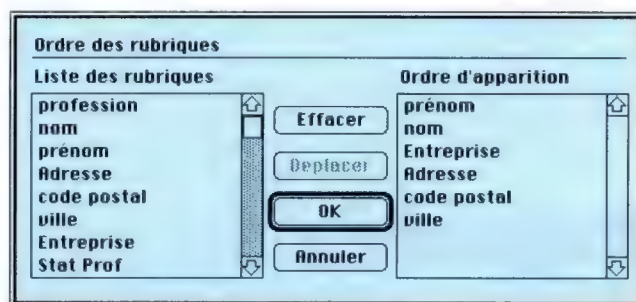 Ordre des rubriques
Liste des rubriques
profession
nom
prénom
Adresse
code postal
ville
Entreprise
Stat Prof
Effacer
Déplacer
OK
Annuler
Ordre d'apparition
prénom
nom
Entreprise
Adresse
code postal
ville